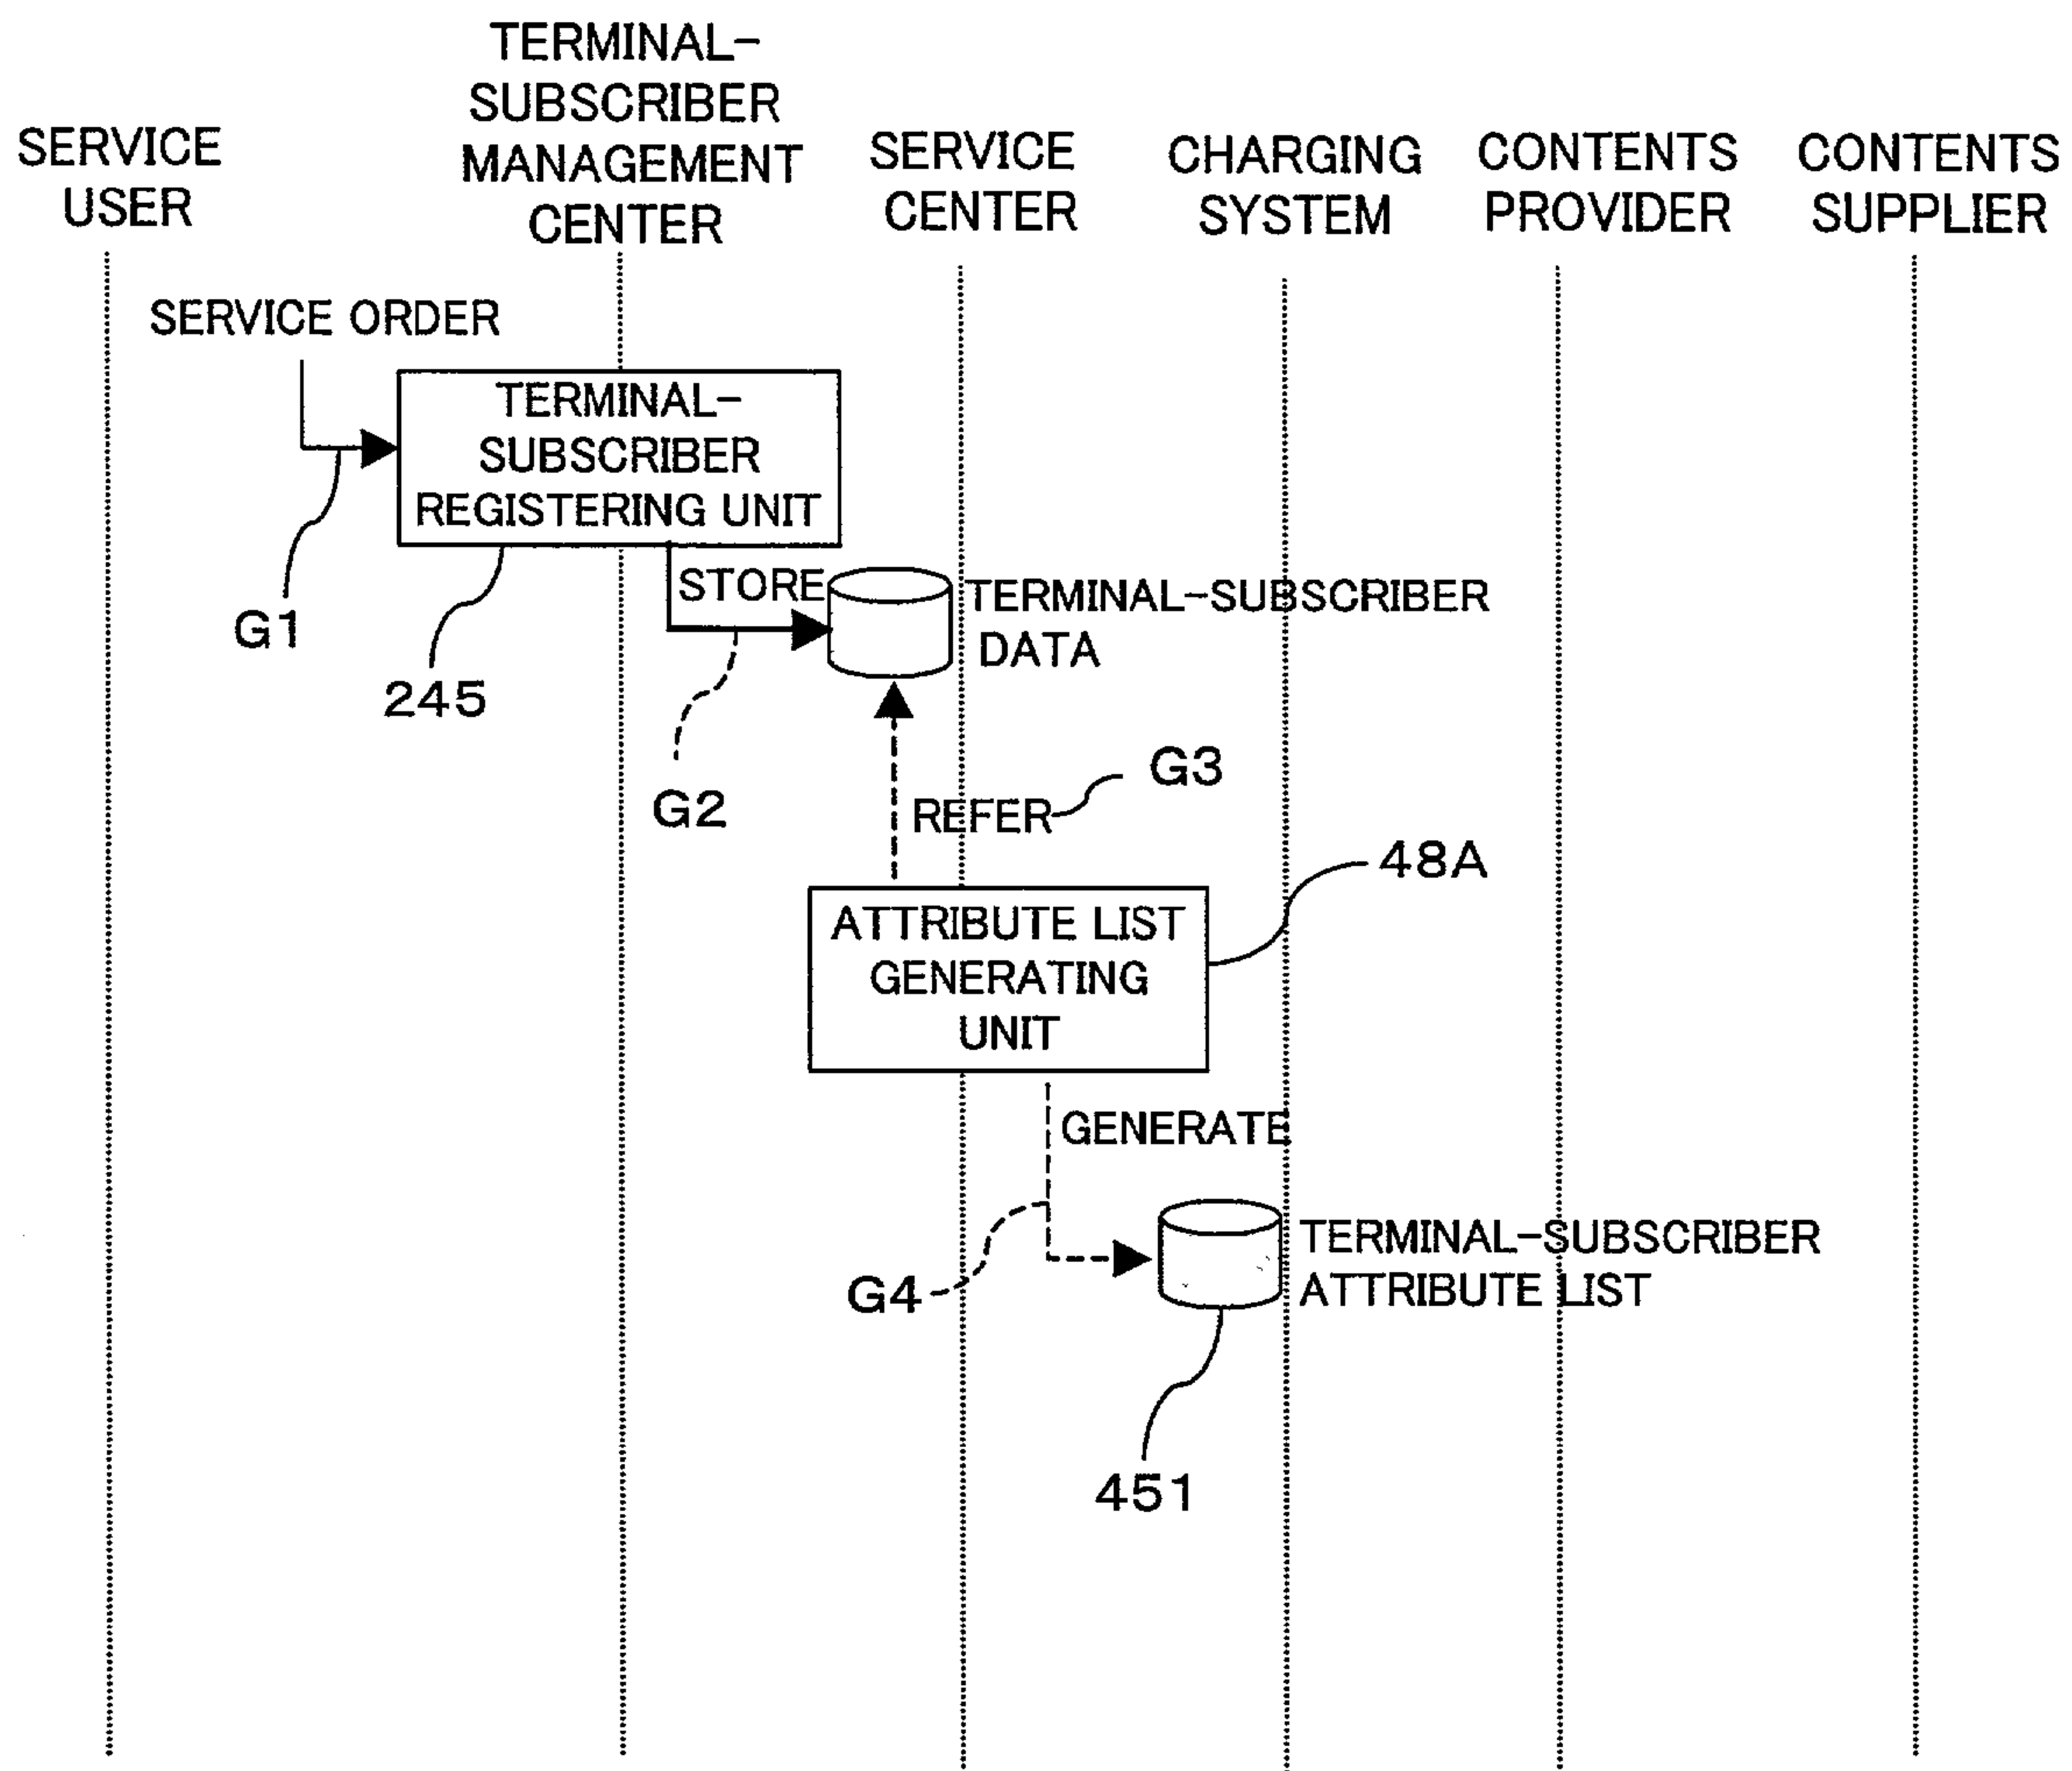 SERVICE
USER
TERMINAL-
SUBSCRIBER
MANAGEMENT
CENTER
SERVICE
CENTER
CHARGING
SYSTEM
CONTENTS
PROVIDER
CONTENTS
SUPPLIER
SERVICE ORDER
TERMINAL-
SUBSCRIBER
REGISTERING UNIT
G1
245
STORE
TERMINAL-SUBSCRIBER
DATA
G2
REFER
G3
48A
ATTRIBUTE LIST
GENERATING
UNIT
GENERATE
G4
TERMINAL-SUBSCRIBER
ATTRIBUTE LIST
451